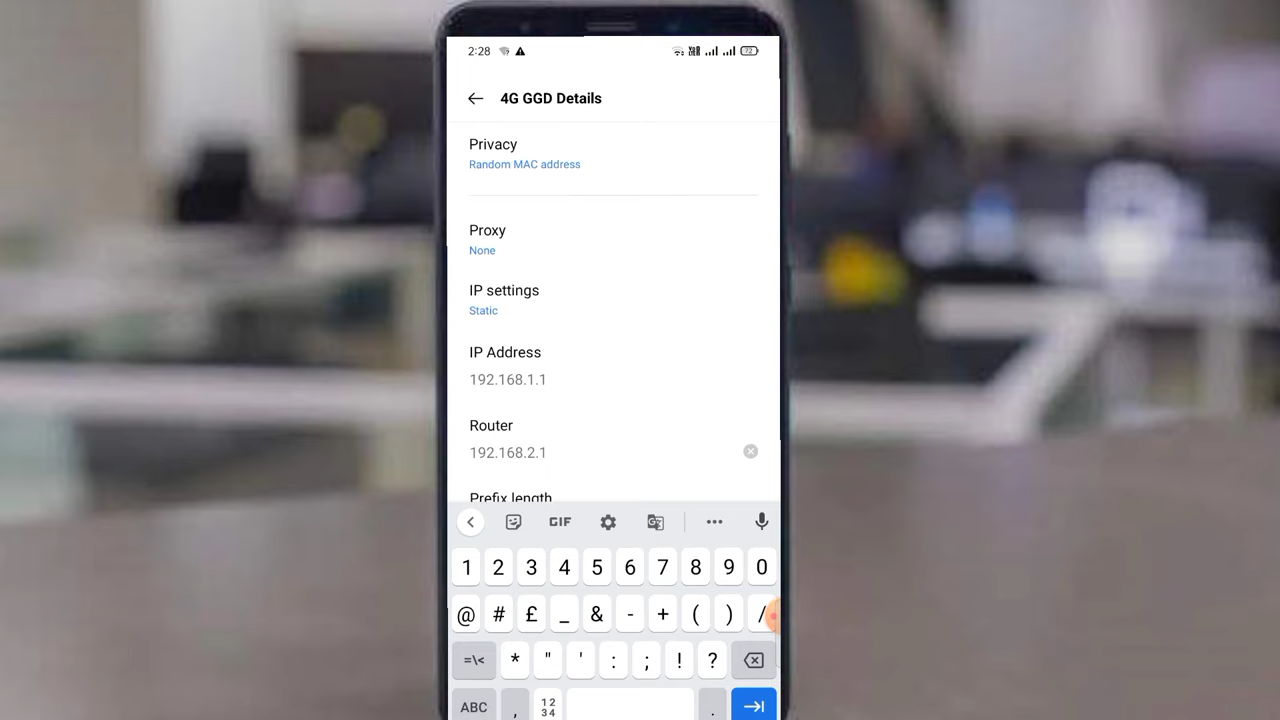 2:28
72
4G GGD Details
Privacy
Random MAC address
Proxy
None
IP settings
Static
IP Address
192.168.1.1
Router
192.168.2.1
Prefix length
GIF
1 2 3 4 5 6 7 8 9 0
@ # £ _ & - + ( ) /
=\< * " ' : ; ! ?
ABC , 12 34 .